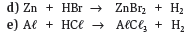 d) Zn + HBr → ZnBr₂ + H₂
e) Aℓ + HCℓ → AℓCℓ₃ + H₂